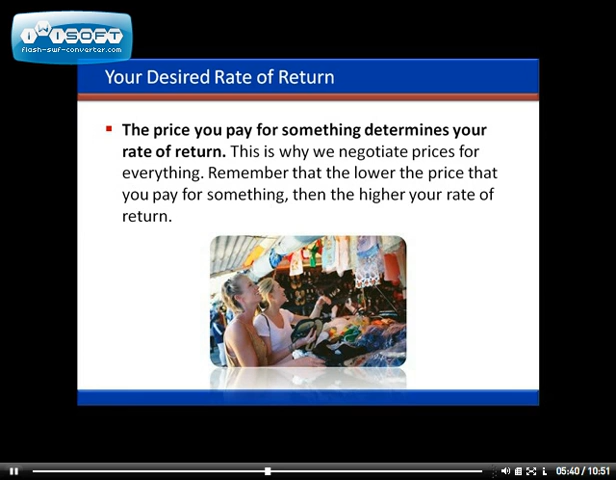 iWiSOFT
flash-swf-converter.com
Your Desired Rate of Return
The price you pay for something determines your
rate of return. This is why we negotiate prices for
everything. Remember that the lower the price that
you pay for something, then the higher your rate of
return.
05:40 / 10:51